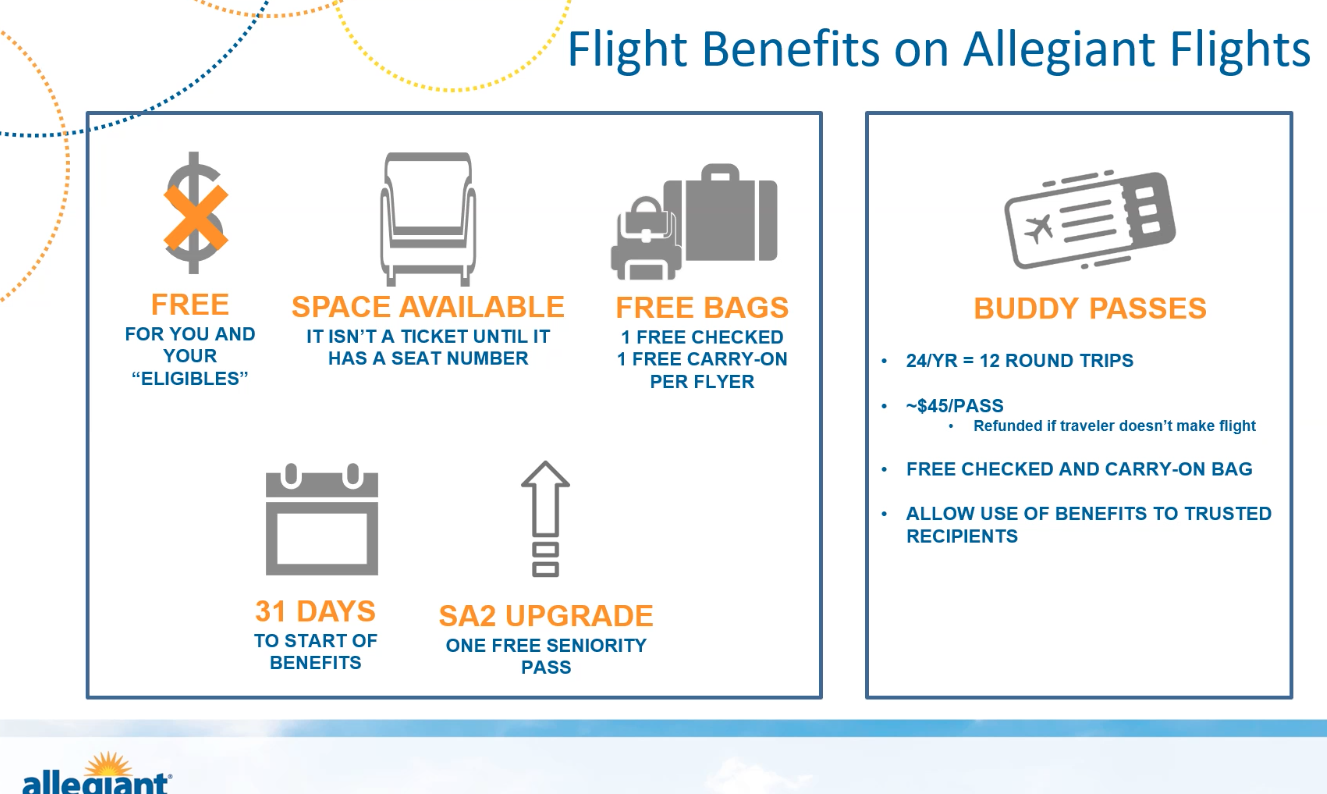 Flight Benefits on Allegiant Flights
FREE
FOR YOU AND
YOUR
“ELIGIBLES”
SPACE AVAILABLE
IT ISN’T A TICKET UNTIL IT
HAS A SEAT NUMBER
FREE BAGS
1 FREE CHECKED
1 FREE CARRY-ON
PER FLYER
31 DAYS
TO START OF
BENEFITS
SA2 UPGRADE
ONE FREE SENIORITY
PASS
BUDDY PASSES
• 24/YR = 12 ROUND TRIPS
• ~$45/PASS
• Refunded if traveler doesn’t make flight
• FREE CHECKED AND CARRY-ON BAG
• ALLOW USE OF BENEFITS TO TRUSTED
RECIPIENTS
allegiant®